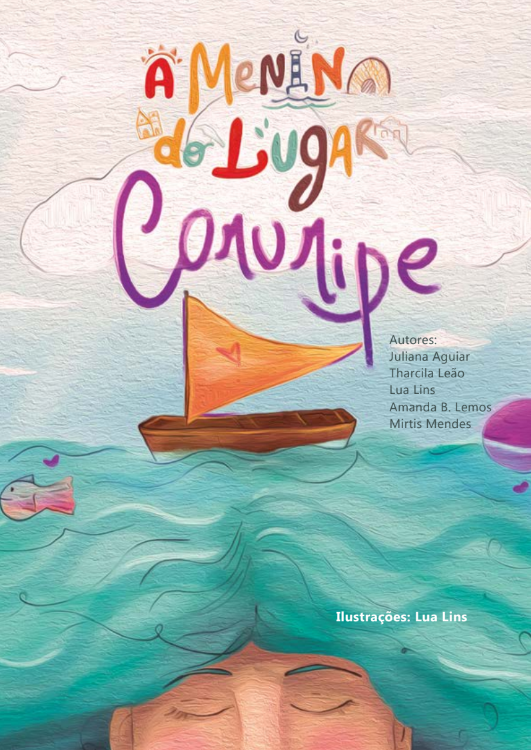 A MeNINA
do LUGAR
Coruripe
Autores:
Juliana Aguiar
Tharcila Leão
Lua Lins
Amanda B. Lemos
Mirtis Mendes
Ilustrações: Lua Lins